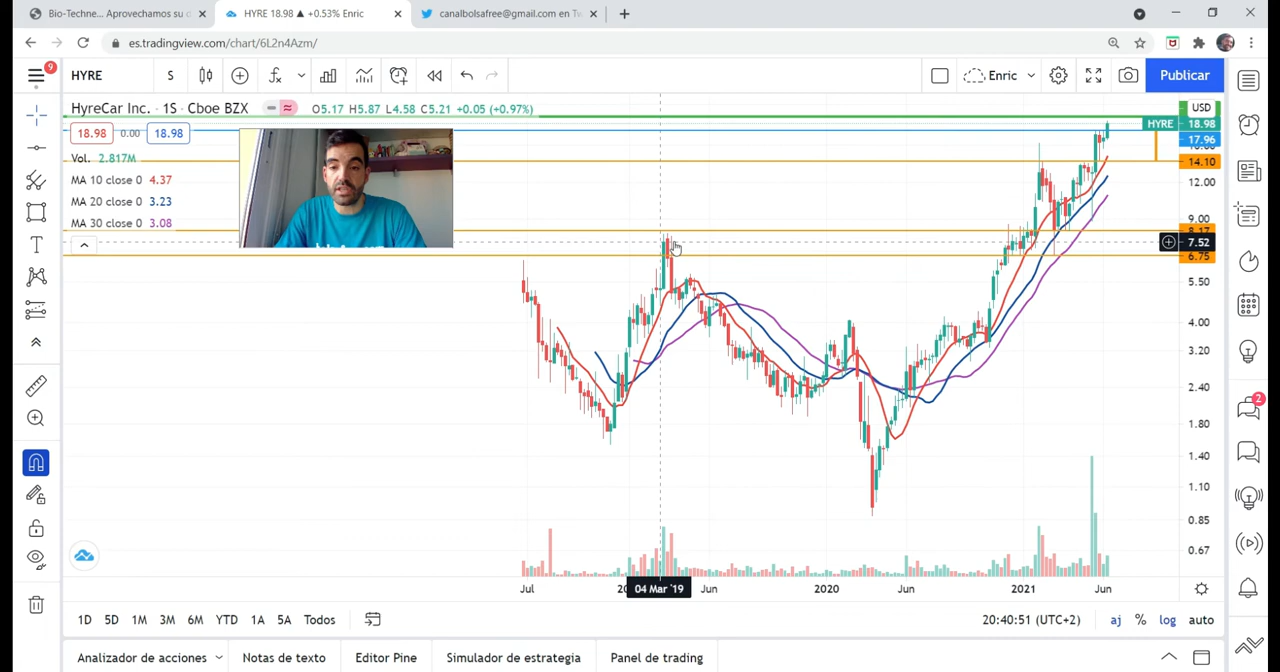 Bio-Techne... Aprovechamos su d
HYRE 18.98 ▲ +0.53% Enric
canalbolsafree@gmail.com en Tw
es.tradingview.com/chart/6L2n4Azm/
9
HYRE
S
Enric
Publicar
HyreCar Inc. · 1S · Cboe BZX
O5.17 H5.87 L4.58 C5.21 +0.05 (+0.97%)
USD
18.98
0.00
18.98
HYRE 18.98
17.96
Vol. 2.817M
14.10
MA 10 close 0 4.37
12.00
MA 20 close 0 3.23
MA 30 close 0 3.08
9.00
8.17
7.52
6.75
5.50
4.00
3.20
2.40
1.80
1.40
1.10
0.85
0.67
2
Jul
04 Mar '19
Jun
2020
Jun
2021
Jun
1D 5D 1M 3M 6M YTD 1A 5A Todos
20:40:51 (UTC+2)
aj % log auto
Analizador de acciones
Notas de texto
Editor Pine
Simulador de estrategia
Panel de trading